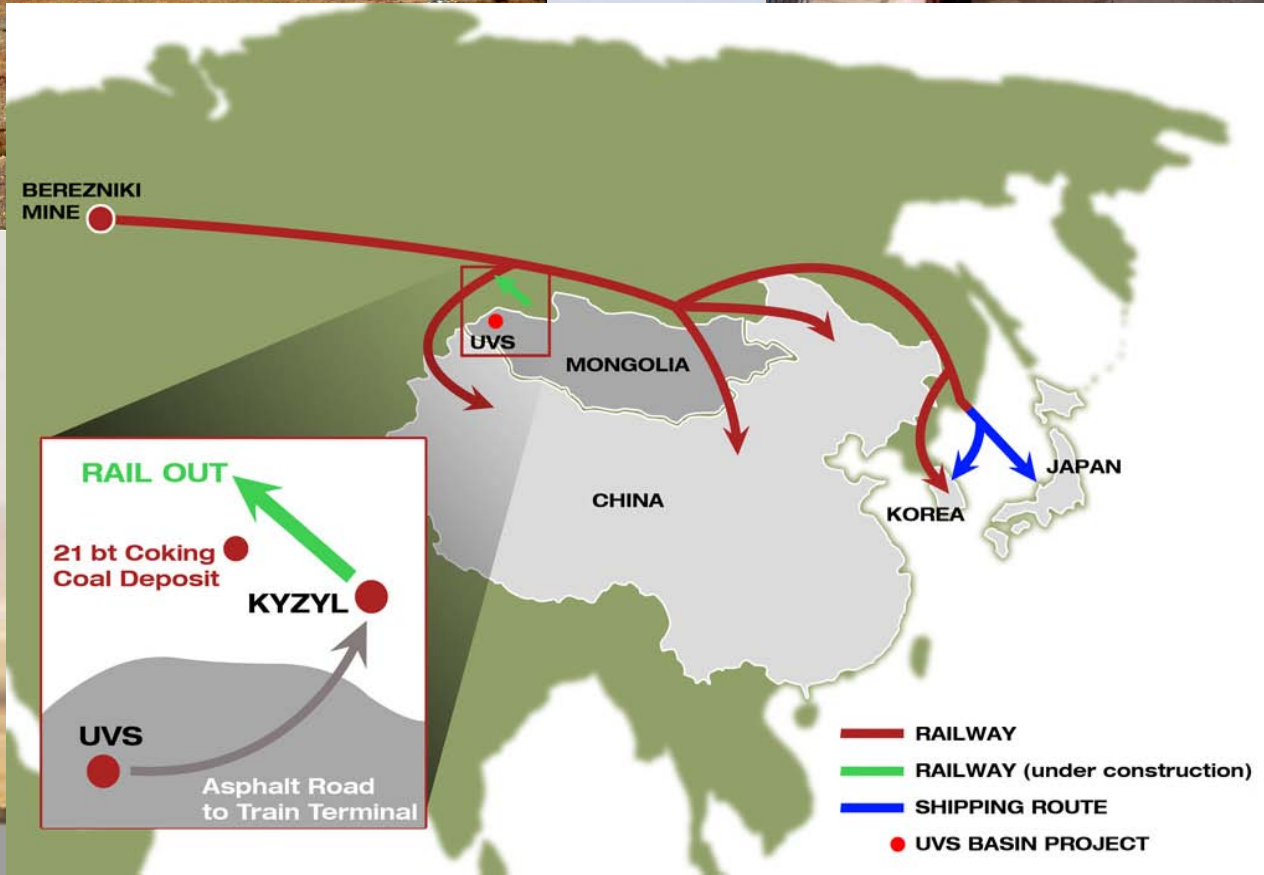 BEREZNIKI
MINE
UVS
MONGOLIA
CHINA
KOREA
JAPAN
RAIL OUT
21 bt Coking
Coal Deposit
KYZYL
UVS
Asphalt Road
to Train Terminal
RAILWAY
RAILWAY (under construction)
SHIPPING ROUTE
UVS BASIN PROJECT